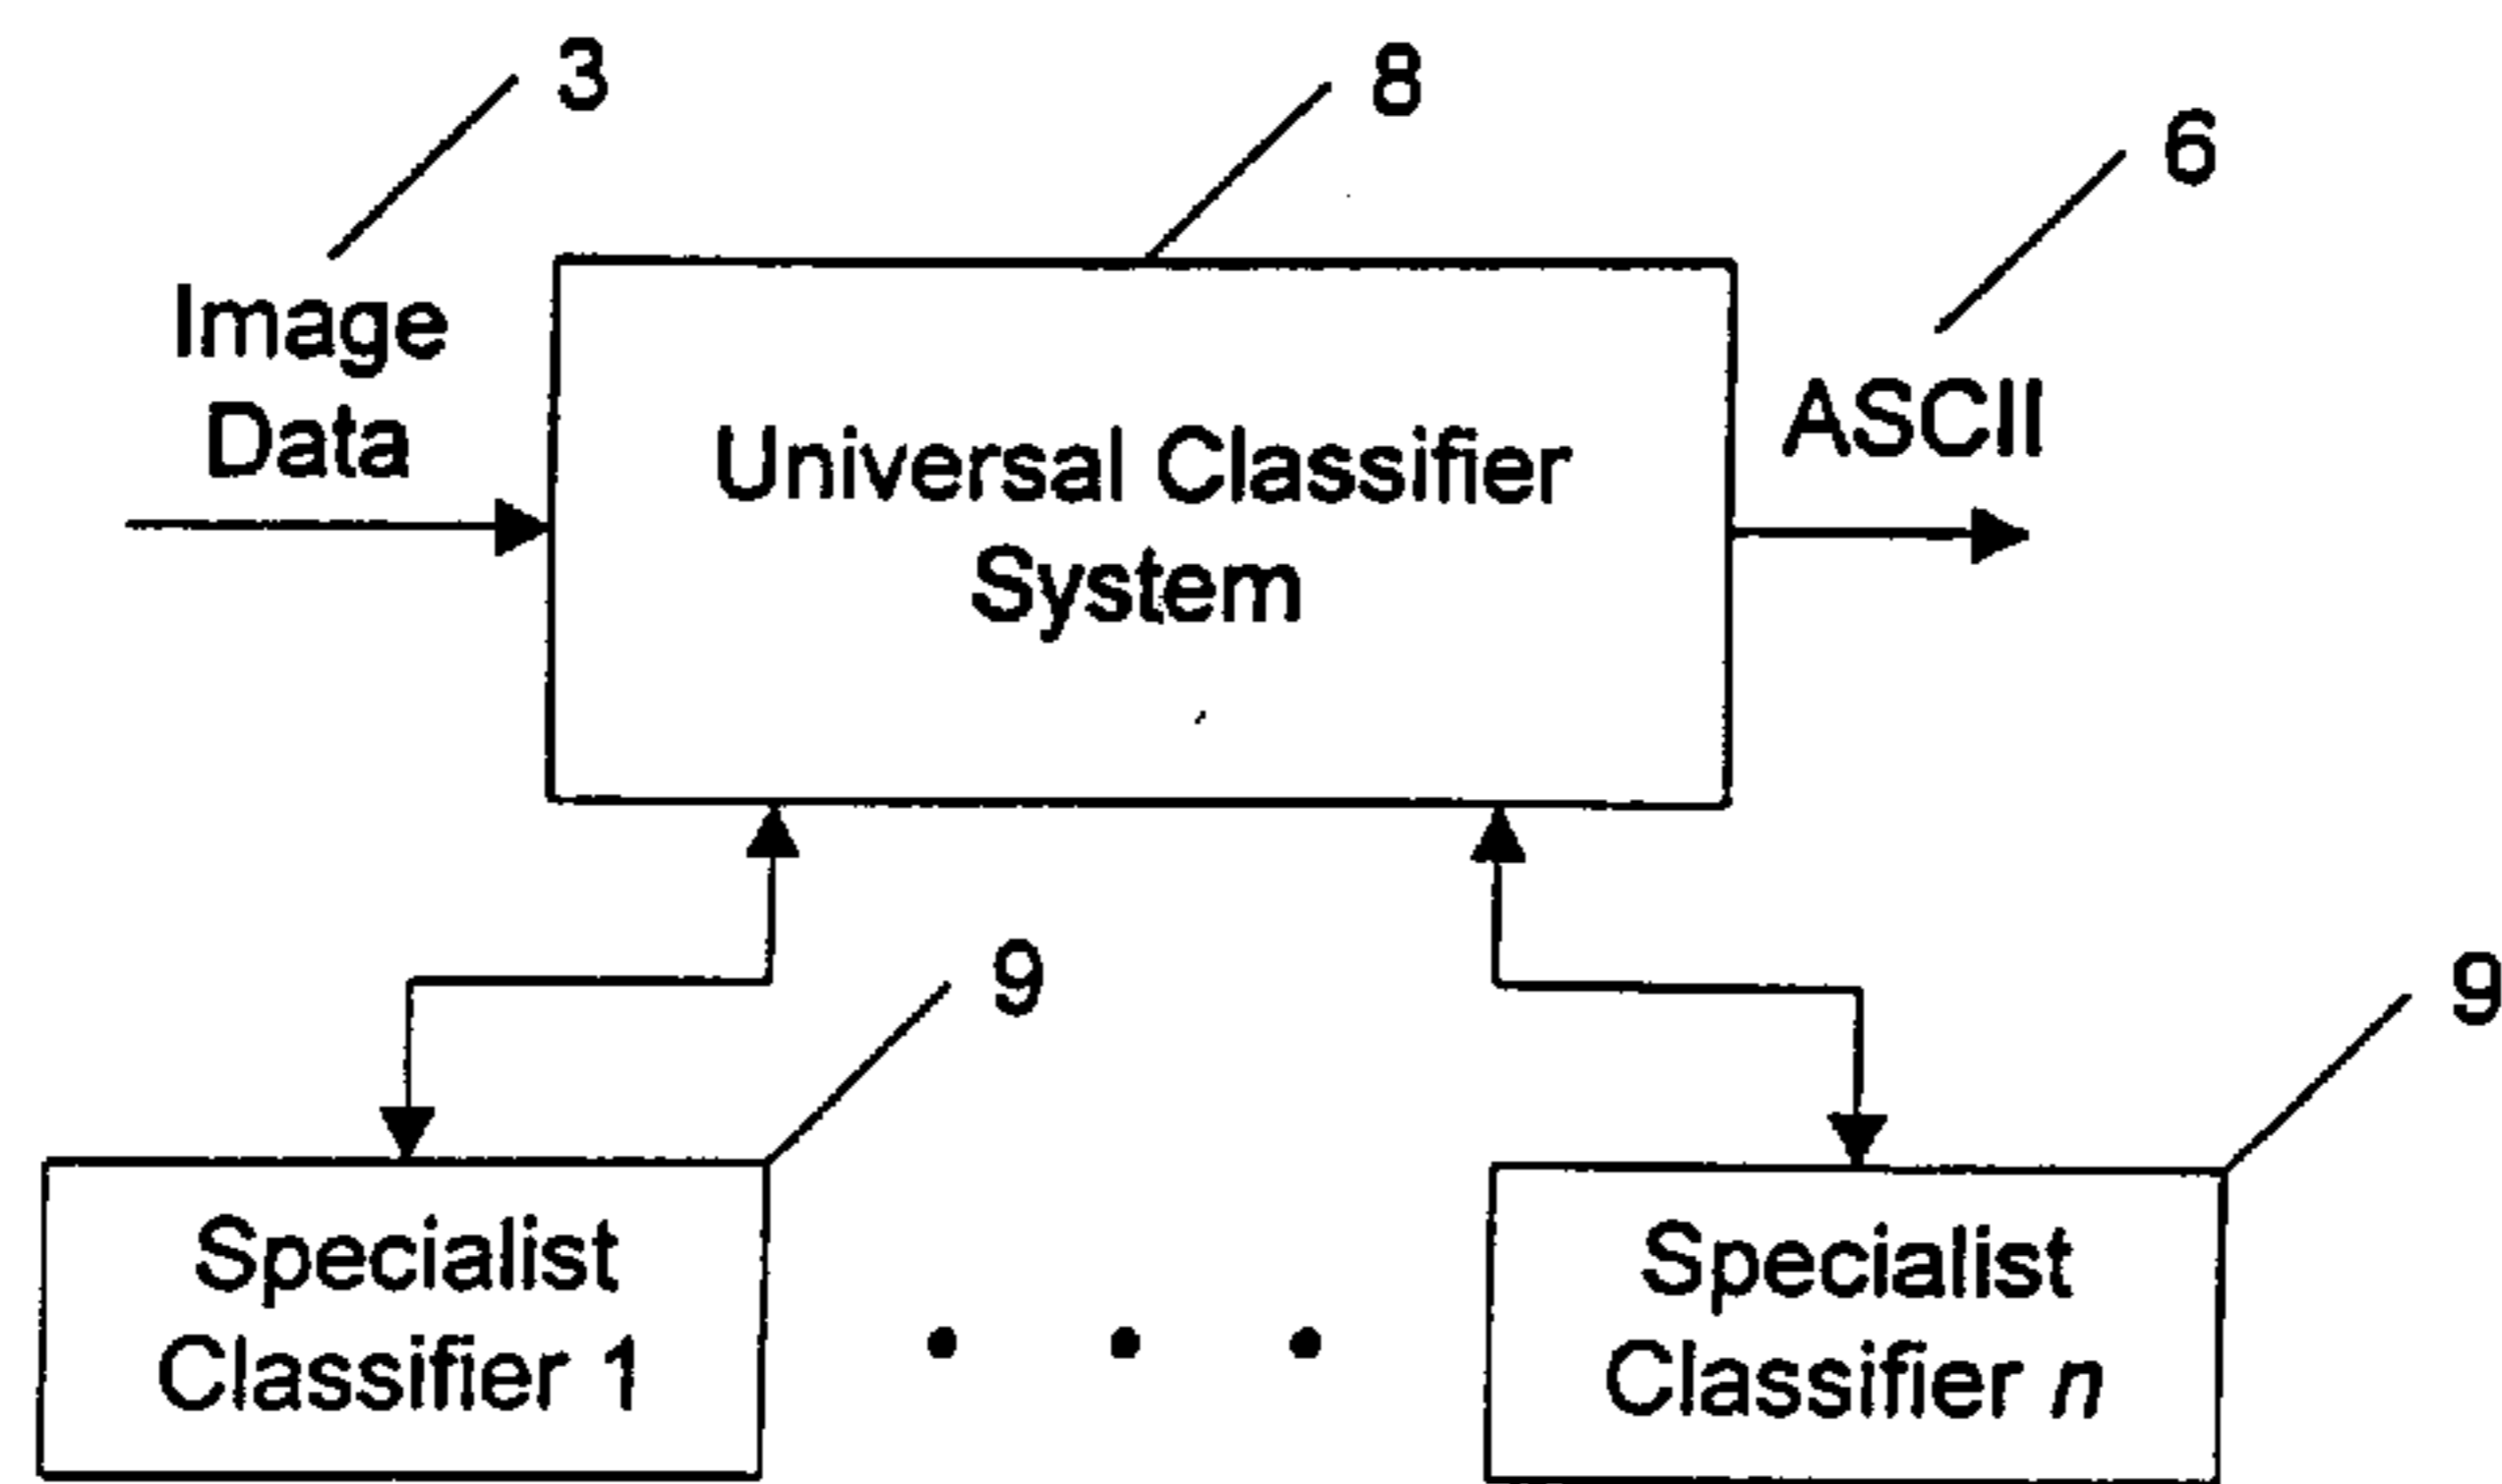 3
8
6
Image
Data
ASCII
Universal Classifier
System
9
9
Specialist
Classifier 1
Specialist
Classifier n